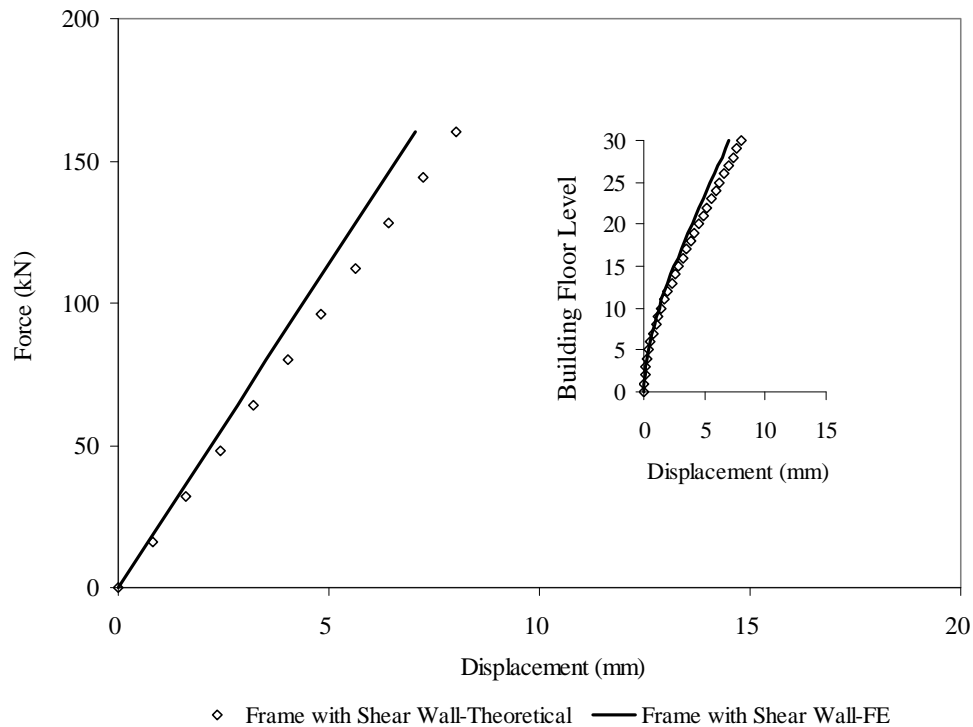 200
150
100
50
0
Force (kN)
0 5 10 15 20
Displacement (mm)
30
25
20
15
10
5
0
Building Floor Level
0 5 10 15
Displacement (mm)
Frame with Shear Wall-Theoretical Frame with Shear Wall-FE